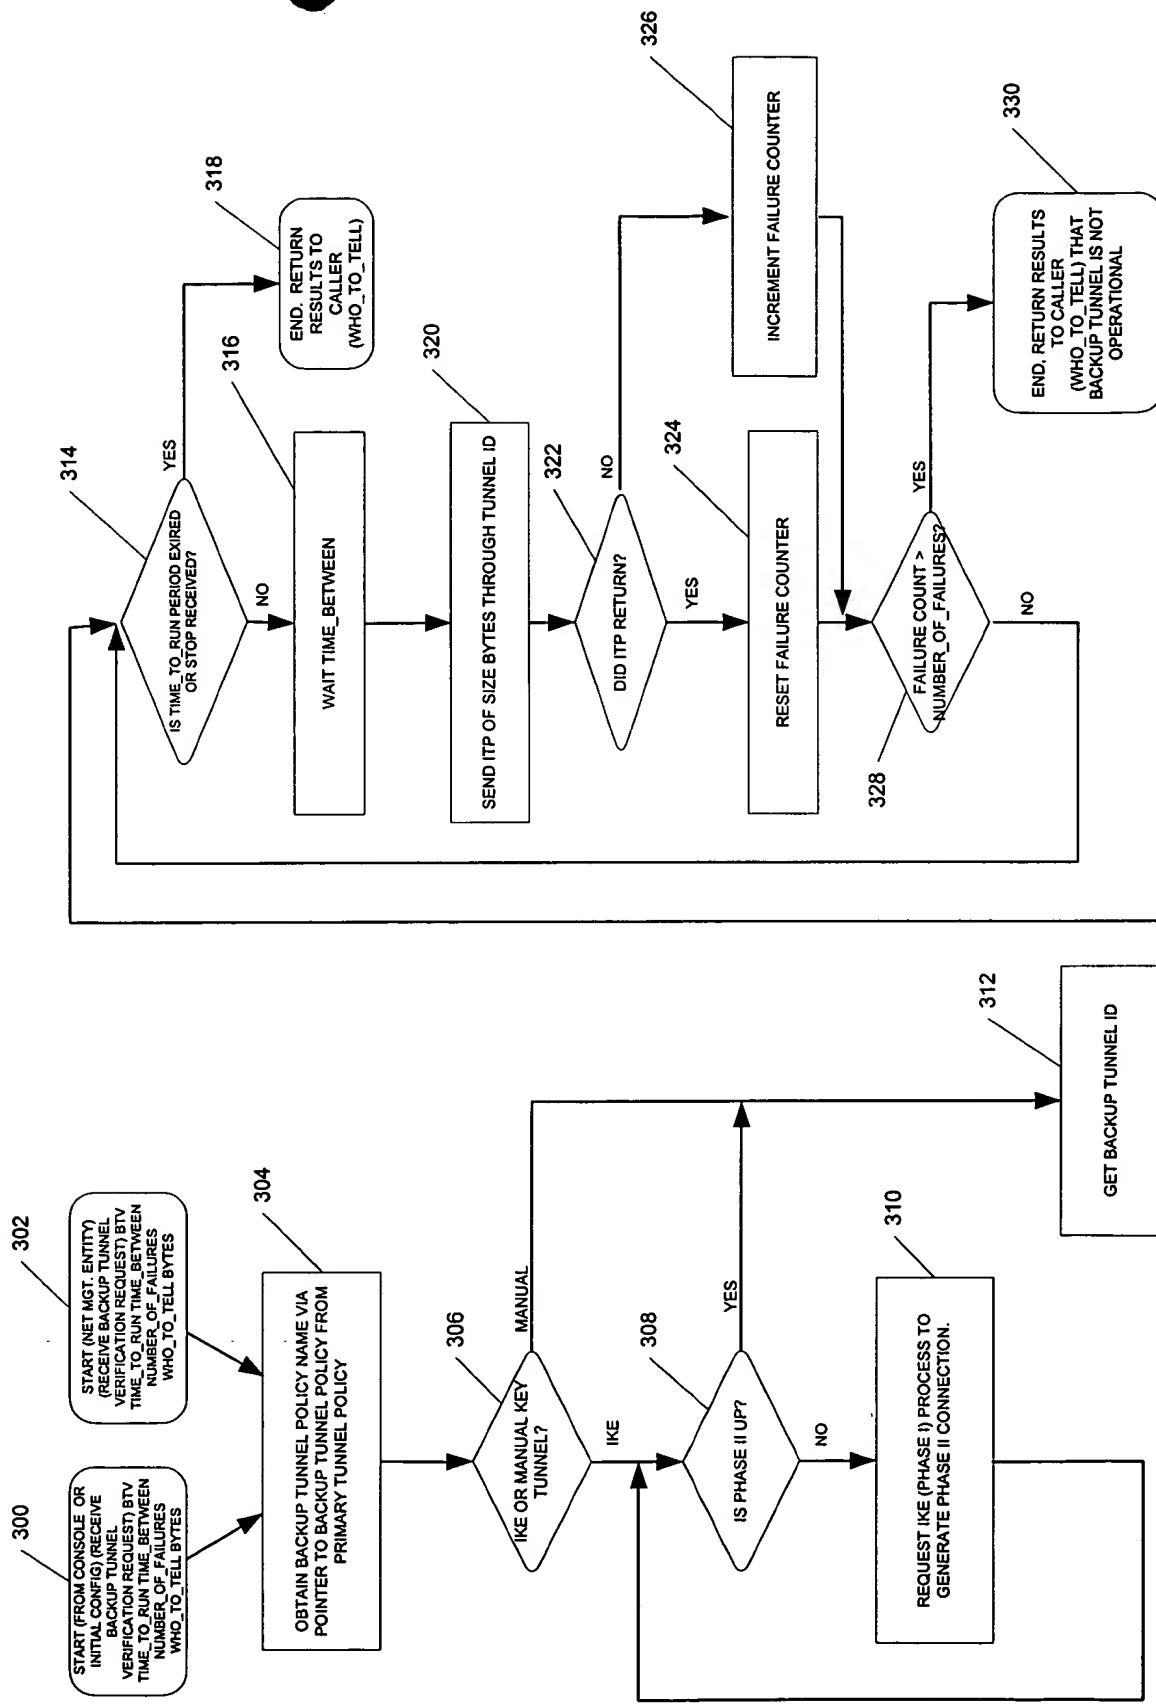 300
START (FROM CONSOLE OR
INITIAL CONFIG) (RECEIVE
BACKUP TUNNEL
VERIFICATION REQUEST) BTV
TIME_TO_RUN TIME_BETWEEN
NUMBER_OF_FAILURES
WHO_TO_TELL BYTES
302
START (NET MGT. ENTITY)
(RECEIVE BACKUP TUNNEL
VERIFICATION REQUEST) BTV
TIME_TO_RUN TIME_BETWEEN
NUMBER_OF_FAILURES
WHO_TO_TELL BYTES
304
OBTAIN BACKUP TUNNEL POLICY NAME VIA
POINTER TO BACKUP TUNNEL POLICY FROM
PRIMARY TUNNEL POLICY
306
IKE OR MANUAL KEY
TUNNEL?
MANUAL
IKE
308
IS PHASE II UP?
YES
NO
310
REQUEST IKE (PHASE I) PROCESS TO
GENERATE PHASE II CONNECTION.
312
GET BACKUP TUNNEL ID
314
IS TIME_TO_RUN PERIOD EXIRED
OR STOP RECEIVED?
YES
NO
318
END. RETURN
RESULTS TO
CALLER
(WHO_TO_TELL)
316
WAIT TIME_BETWEEN
320
SEND ITP OF SIZE BYTES THROUGH TUNNEL ID
322
DID ITP RETURN?
NO
YES
324
RESET FAILURE COUNTER
326
INCREMENT FAILURE COUNTER
328
FAILURE COUNT >
NUMBER_OF_FAILURES?
YES
NO
330
END. RETURN RESULTS
TO CALLER
(WHO_TO_TELL) THAT
BACKUP TUNNEL IS NOT
OPERATIONAL